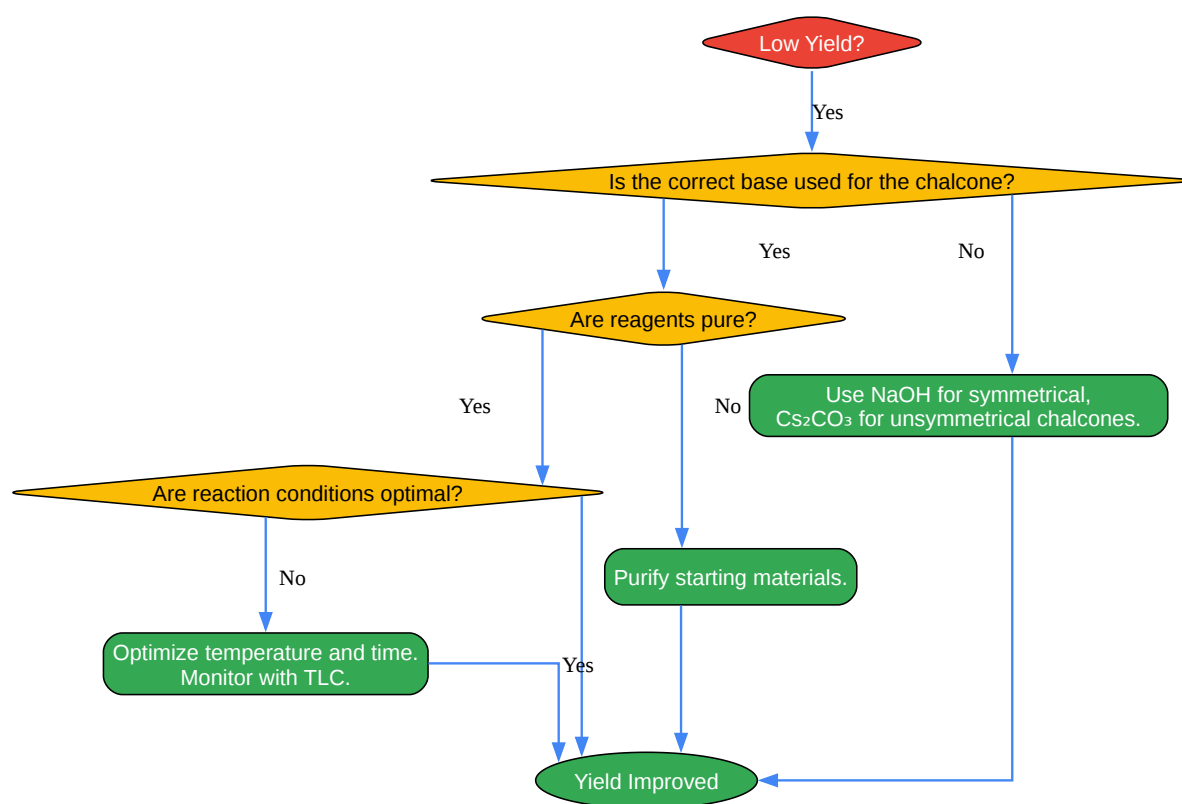 Low Yield?
Yes
Is the correct base used for the chalcone?
Yes
No
Are reagents pure?
Yes
No
Use NaOH for symmetrical,
Cs₂CO₃ for unsymmetrical chalcones.
Are reaction conditions optimal?
No
Purify starting materials.
Optimize temperature and time.
Monitor with TLC.
Yes
Yield Improved